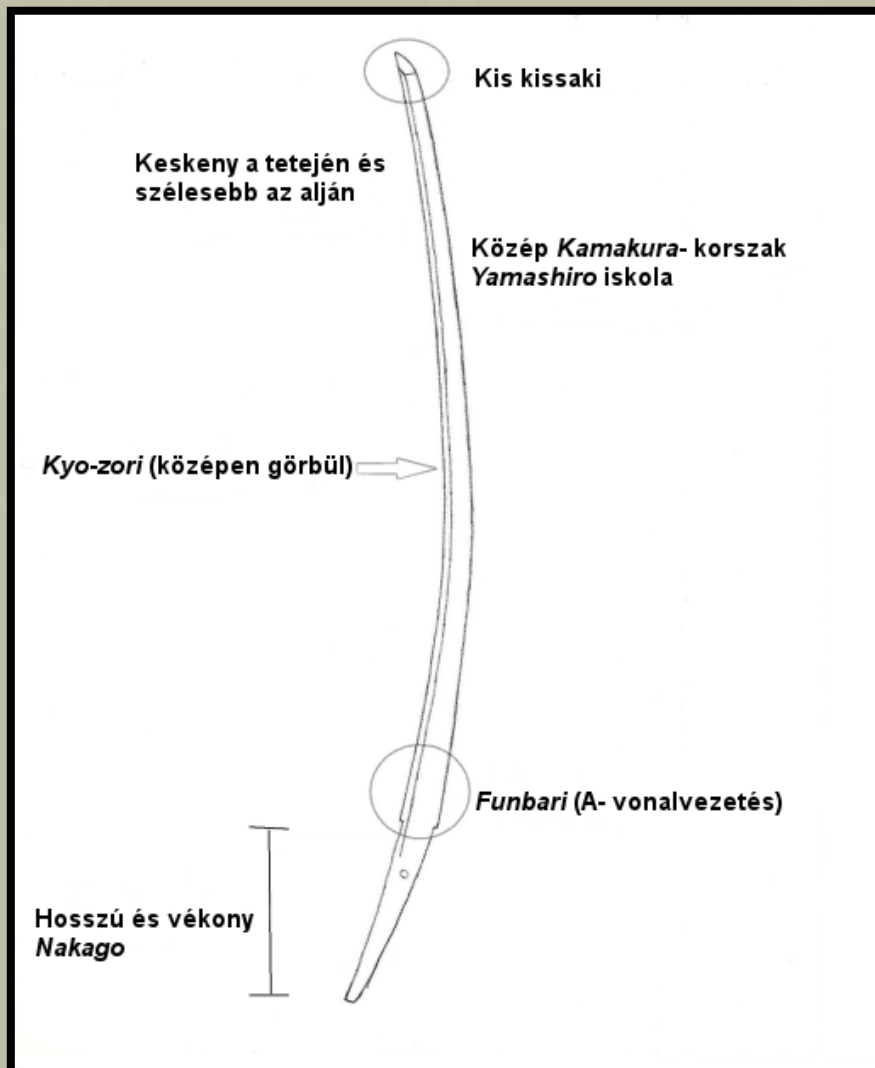 Kis kissaki
Keskeny a tetején és
szélesebb az alján
Közép Kamakura- korszak
Yamashiro iskola
Kyo-zori (középen görbül)
Funbari (A- vonalvezetés)
Hosszú és vékony
Nakago